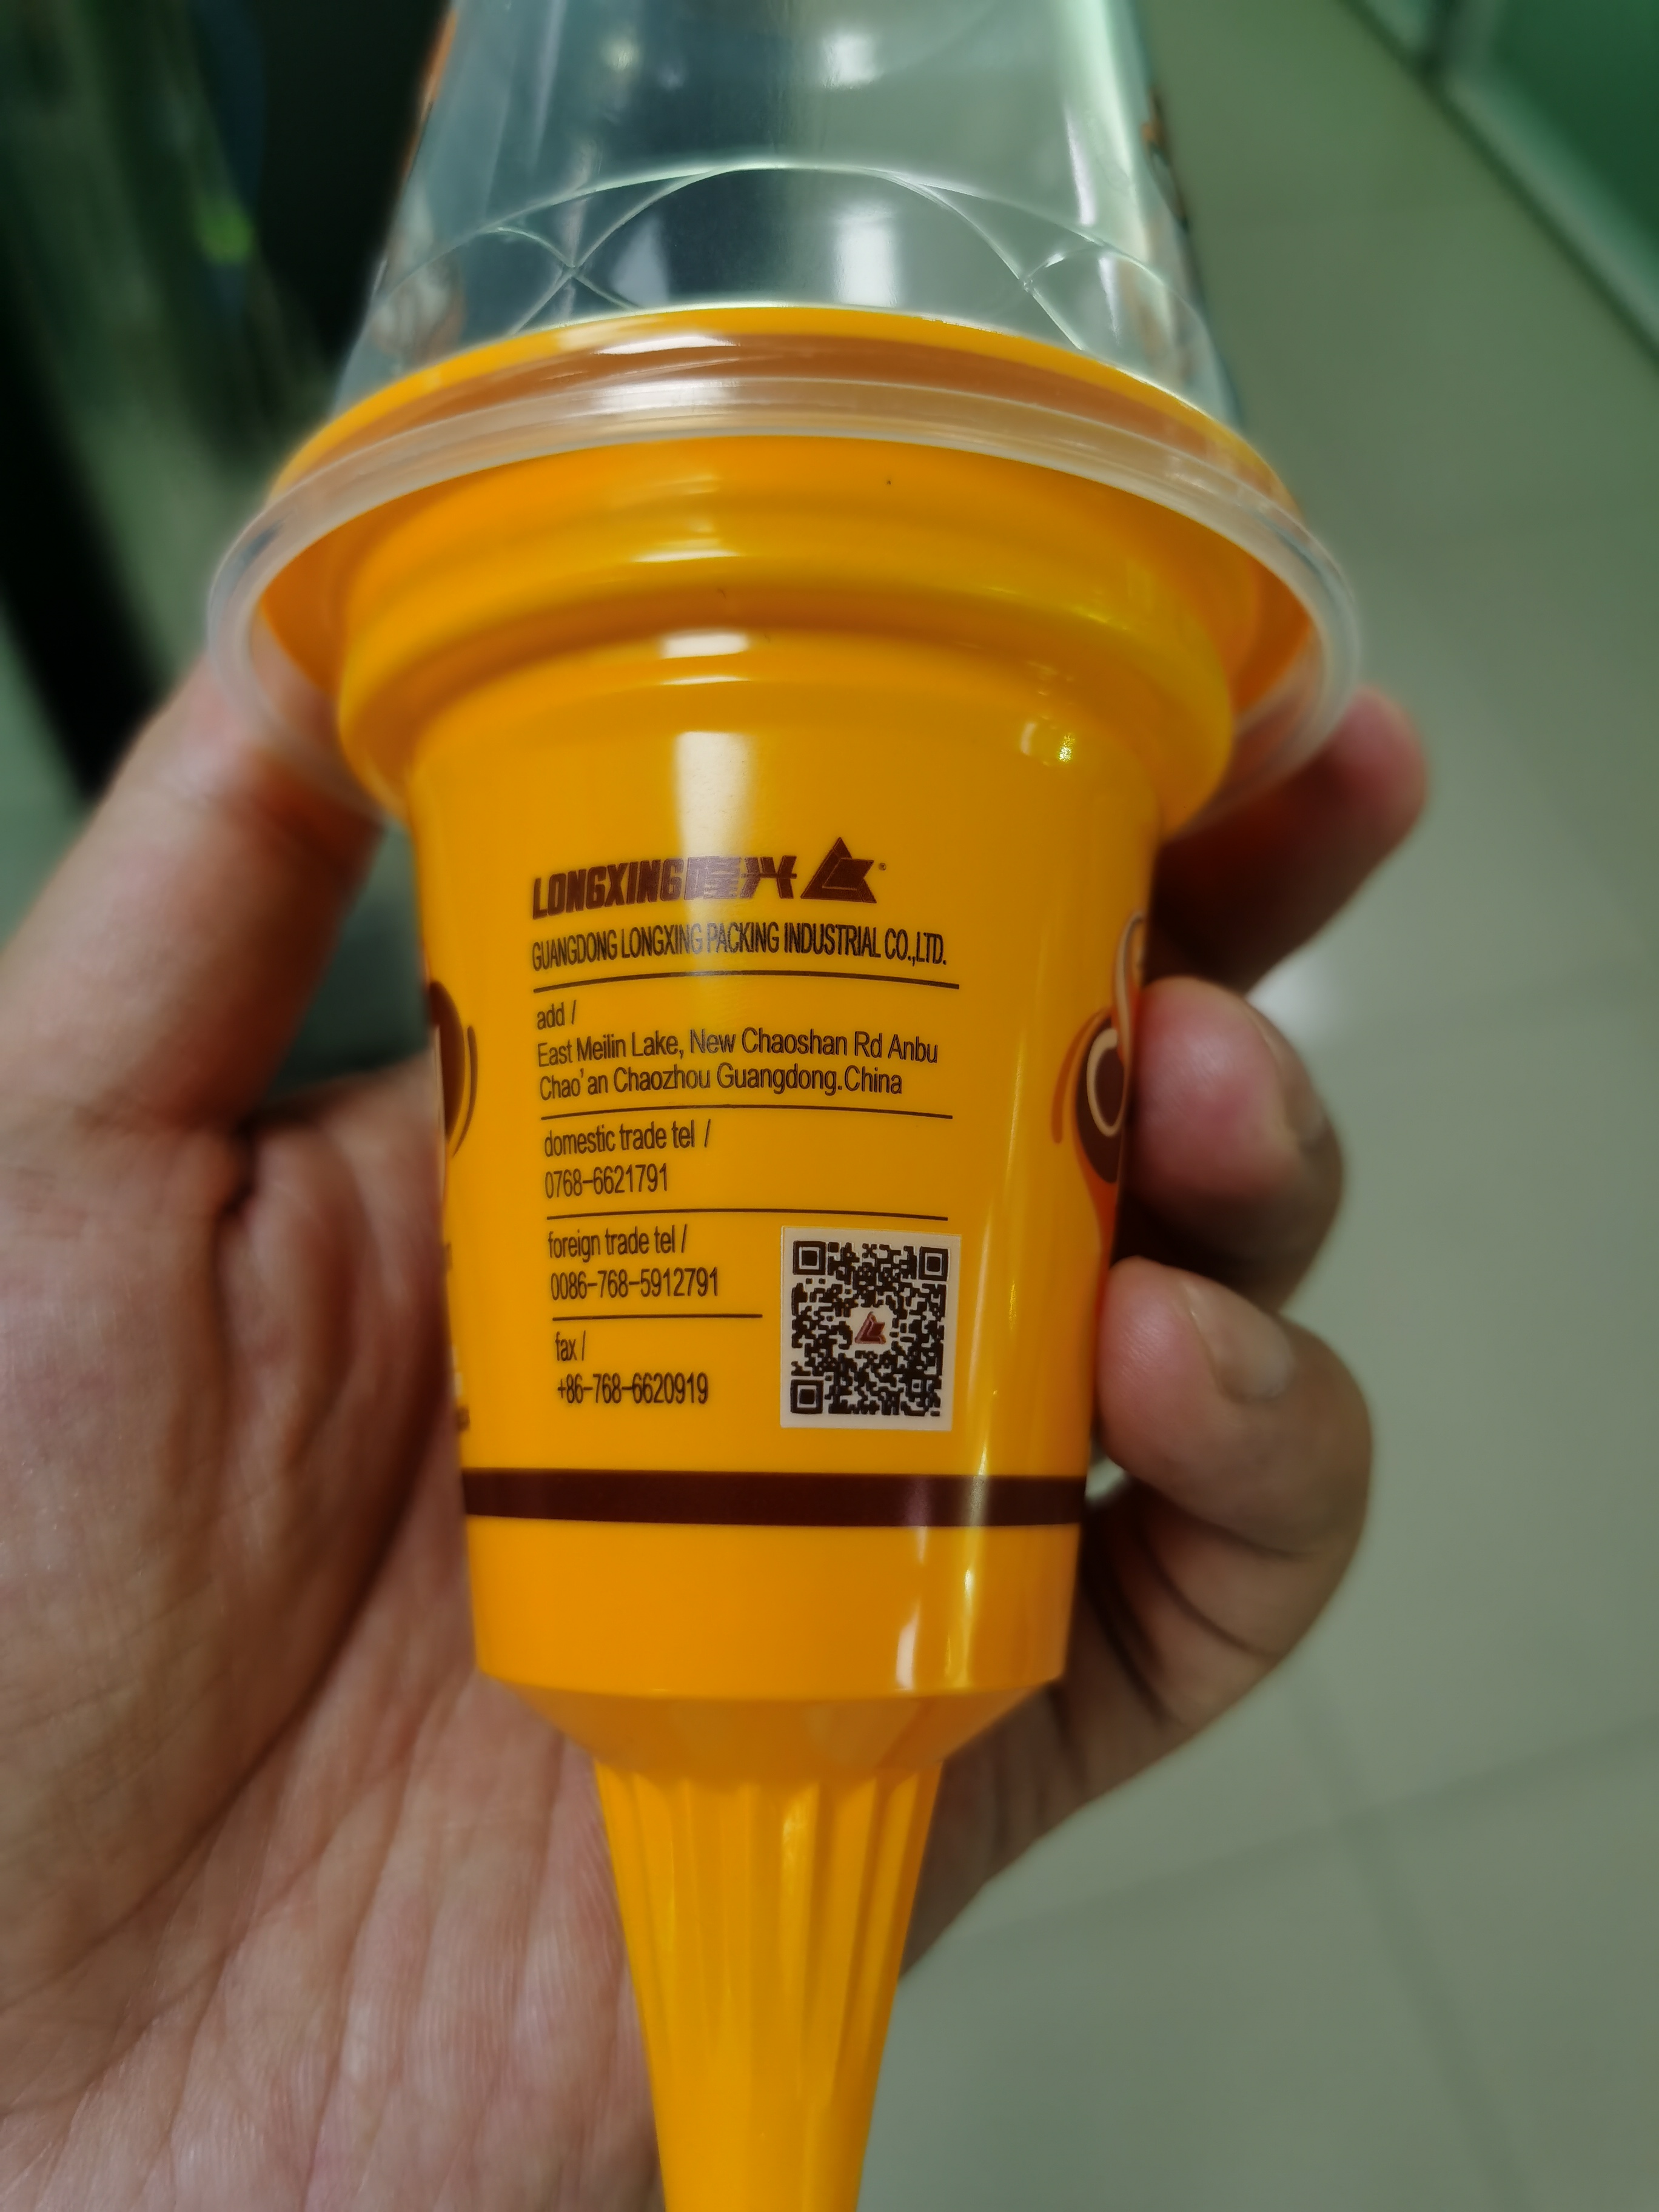 LONGXING隆兴
GUANGDONG LONGXING PACKING INDUSTRIAL CO.,LTD.
add /
East Meilin Lake, New Chaoshan Rd Anbu
Chao'an Chaozhou Guangdong.China
domestic trade tel /
0768-6621791
foreign trade tel /
0086-768-5912791
fax /
+86-768-6620919